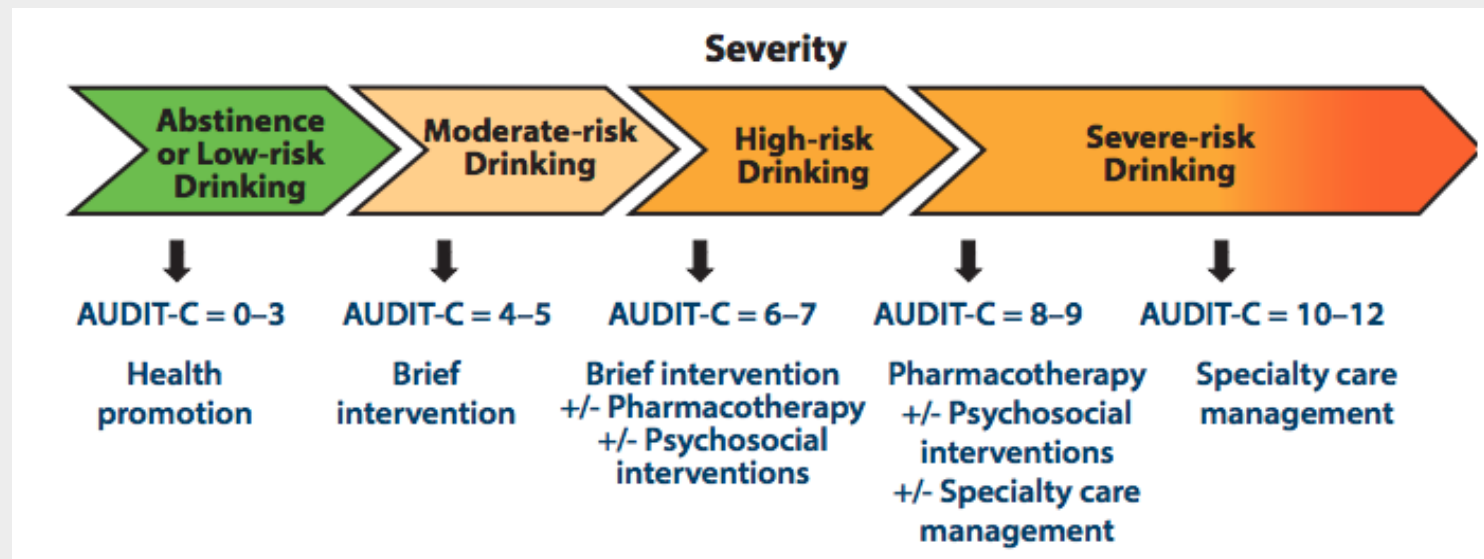 Severity
Abstinence
or Low-risk
Drinking
Moderate-risk
Drinking
High-risk
Drinking
Severe-risk
Drinking
AUDIT-C = 0–3
Health
promotion
AUDIT-C = 4–5
Brief
intervention
AUDIT-C = 6–7
Brief intervention
+/- Pharmacotherapy
+/- Psychosocial
interventions
AUDIT-C = 8–9
Pharmacotherapy
+/- Psychosocial
interventions
+/- Specialty care
management
AUDIT-C = 10–12
Specialty care
management